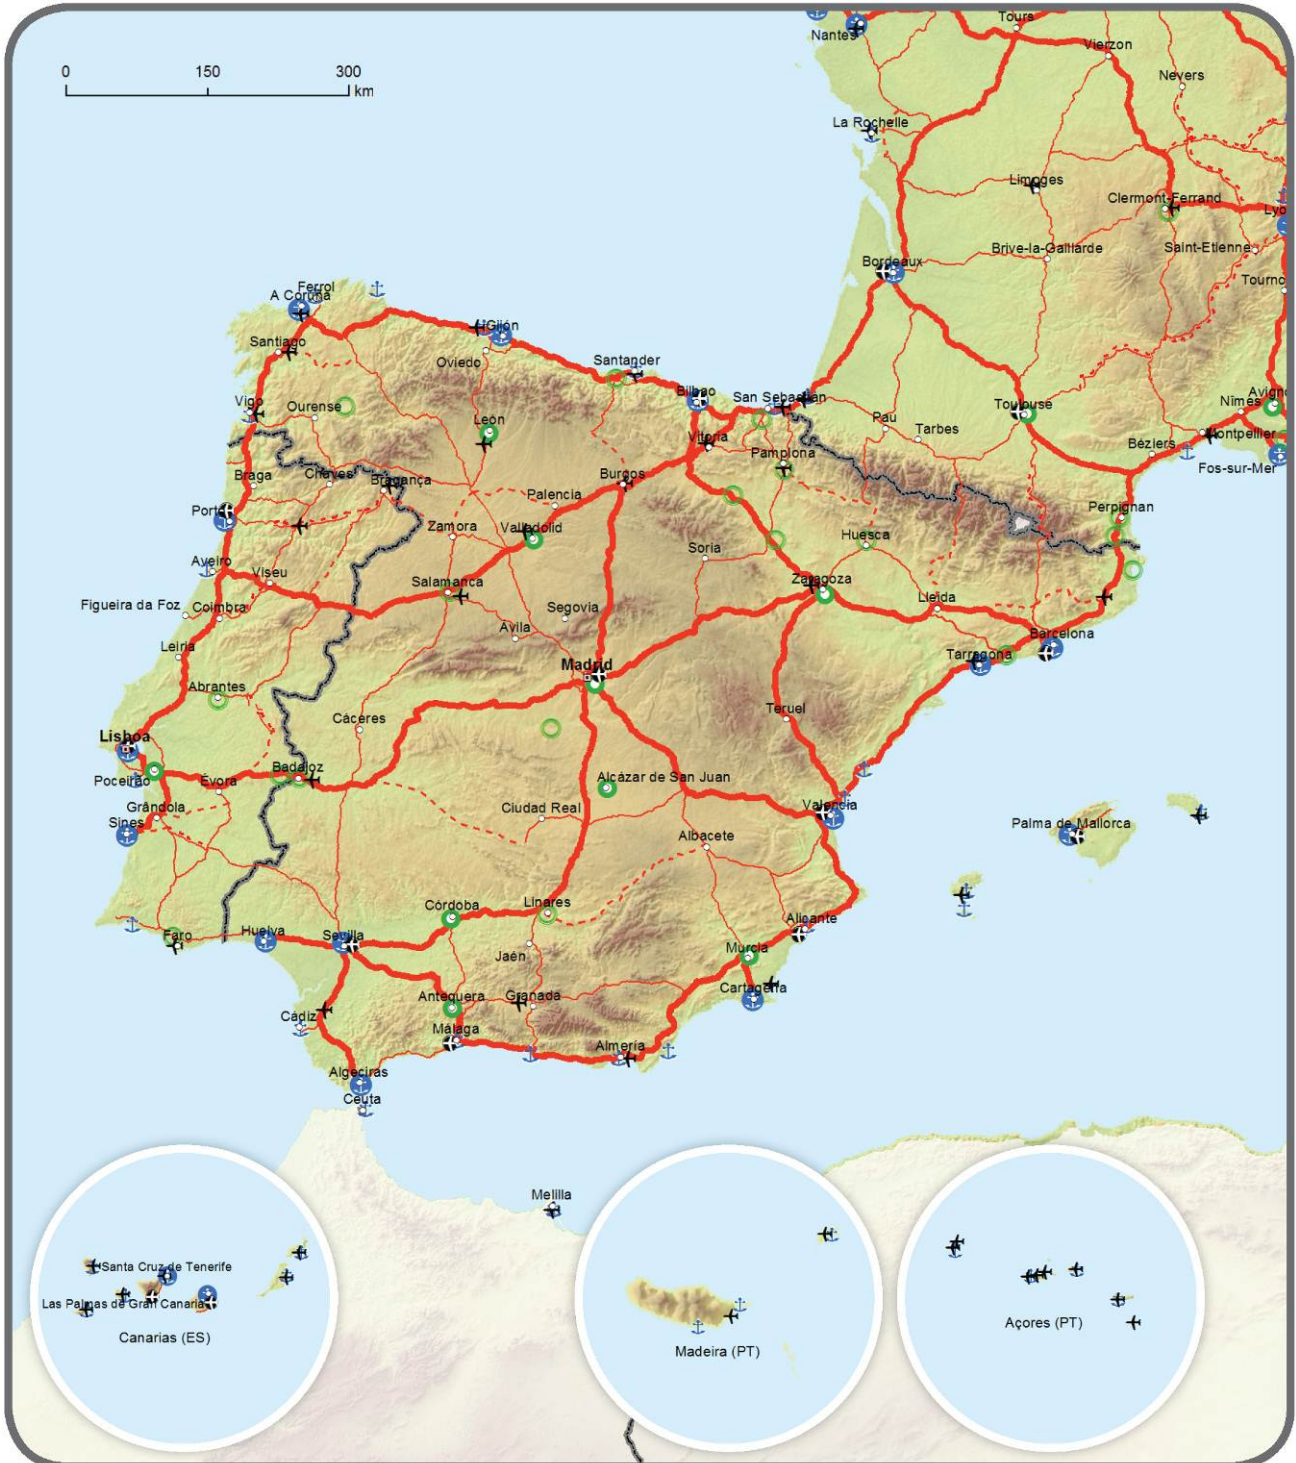 0 150 300
km
Tours
Nantes
Vierzon
Nevers
La Rochelle
Limoges
Clermont-Ferrand
Lyo
Brive-la-Gaillarde
Saint-Etienne
Bordeaux
Tourno
Ferrol
A Coruña
Gijón
Santiago
Oviedo
Santander
Bilbao
San Sebastian
Avigno
Nîmes
Toulouse
Vigo
Ourense
León
Vitoria
Pau
Tarbes
Montpellier
Béziers
Fos-sur-Mer
Pamplona
Braga
Chaves
Bragança
Burgos
Palencia
Porto
Perpignan
Zamora
Valladolid
Huesca
Soria
Aveiro
Viseu
Salamanca
Zaragoza
Lleida
Figueira da Foz
Coimbra
Segovia
Ávila
Barcelona
Leiria
Tarragona
Madrid
Abrantes
Cáceres
Teruel
Lisboa
Badajoz
Poceirão
Évora
Alcázar de San Juan
Grândola
Ciudad Real
Valencia
Sines
Albacete
Palma de Mallorca
Córdoba
Linares
Alicante
Faro
Huelva
Sevilla
Jaén
Murcia
Cartagena
Antequera
Granada
Cádiz
Málaga
Almería
Algeciras
Ceuta
Melilla
Santa Cruz de Tenerife
Las Palmas de Gran Canaria
Canarias (ES)
Madeira (PT)
Açores (PT)